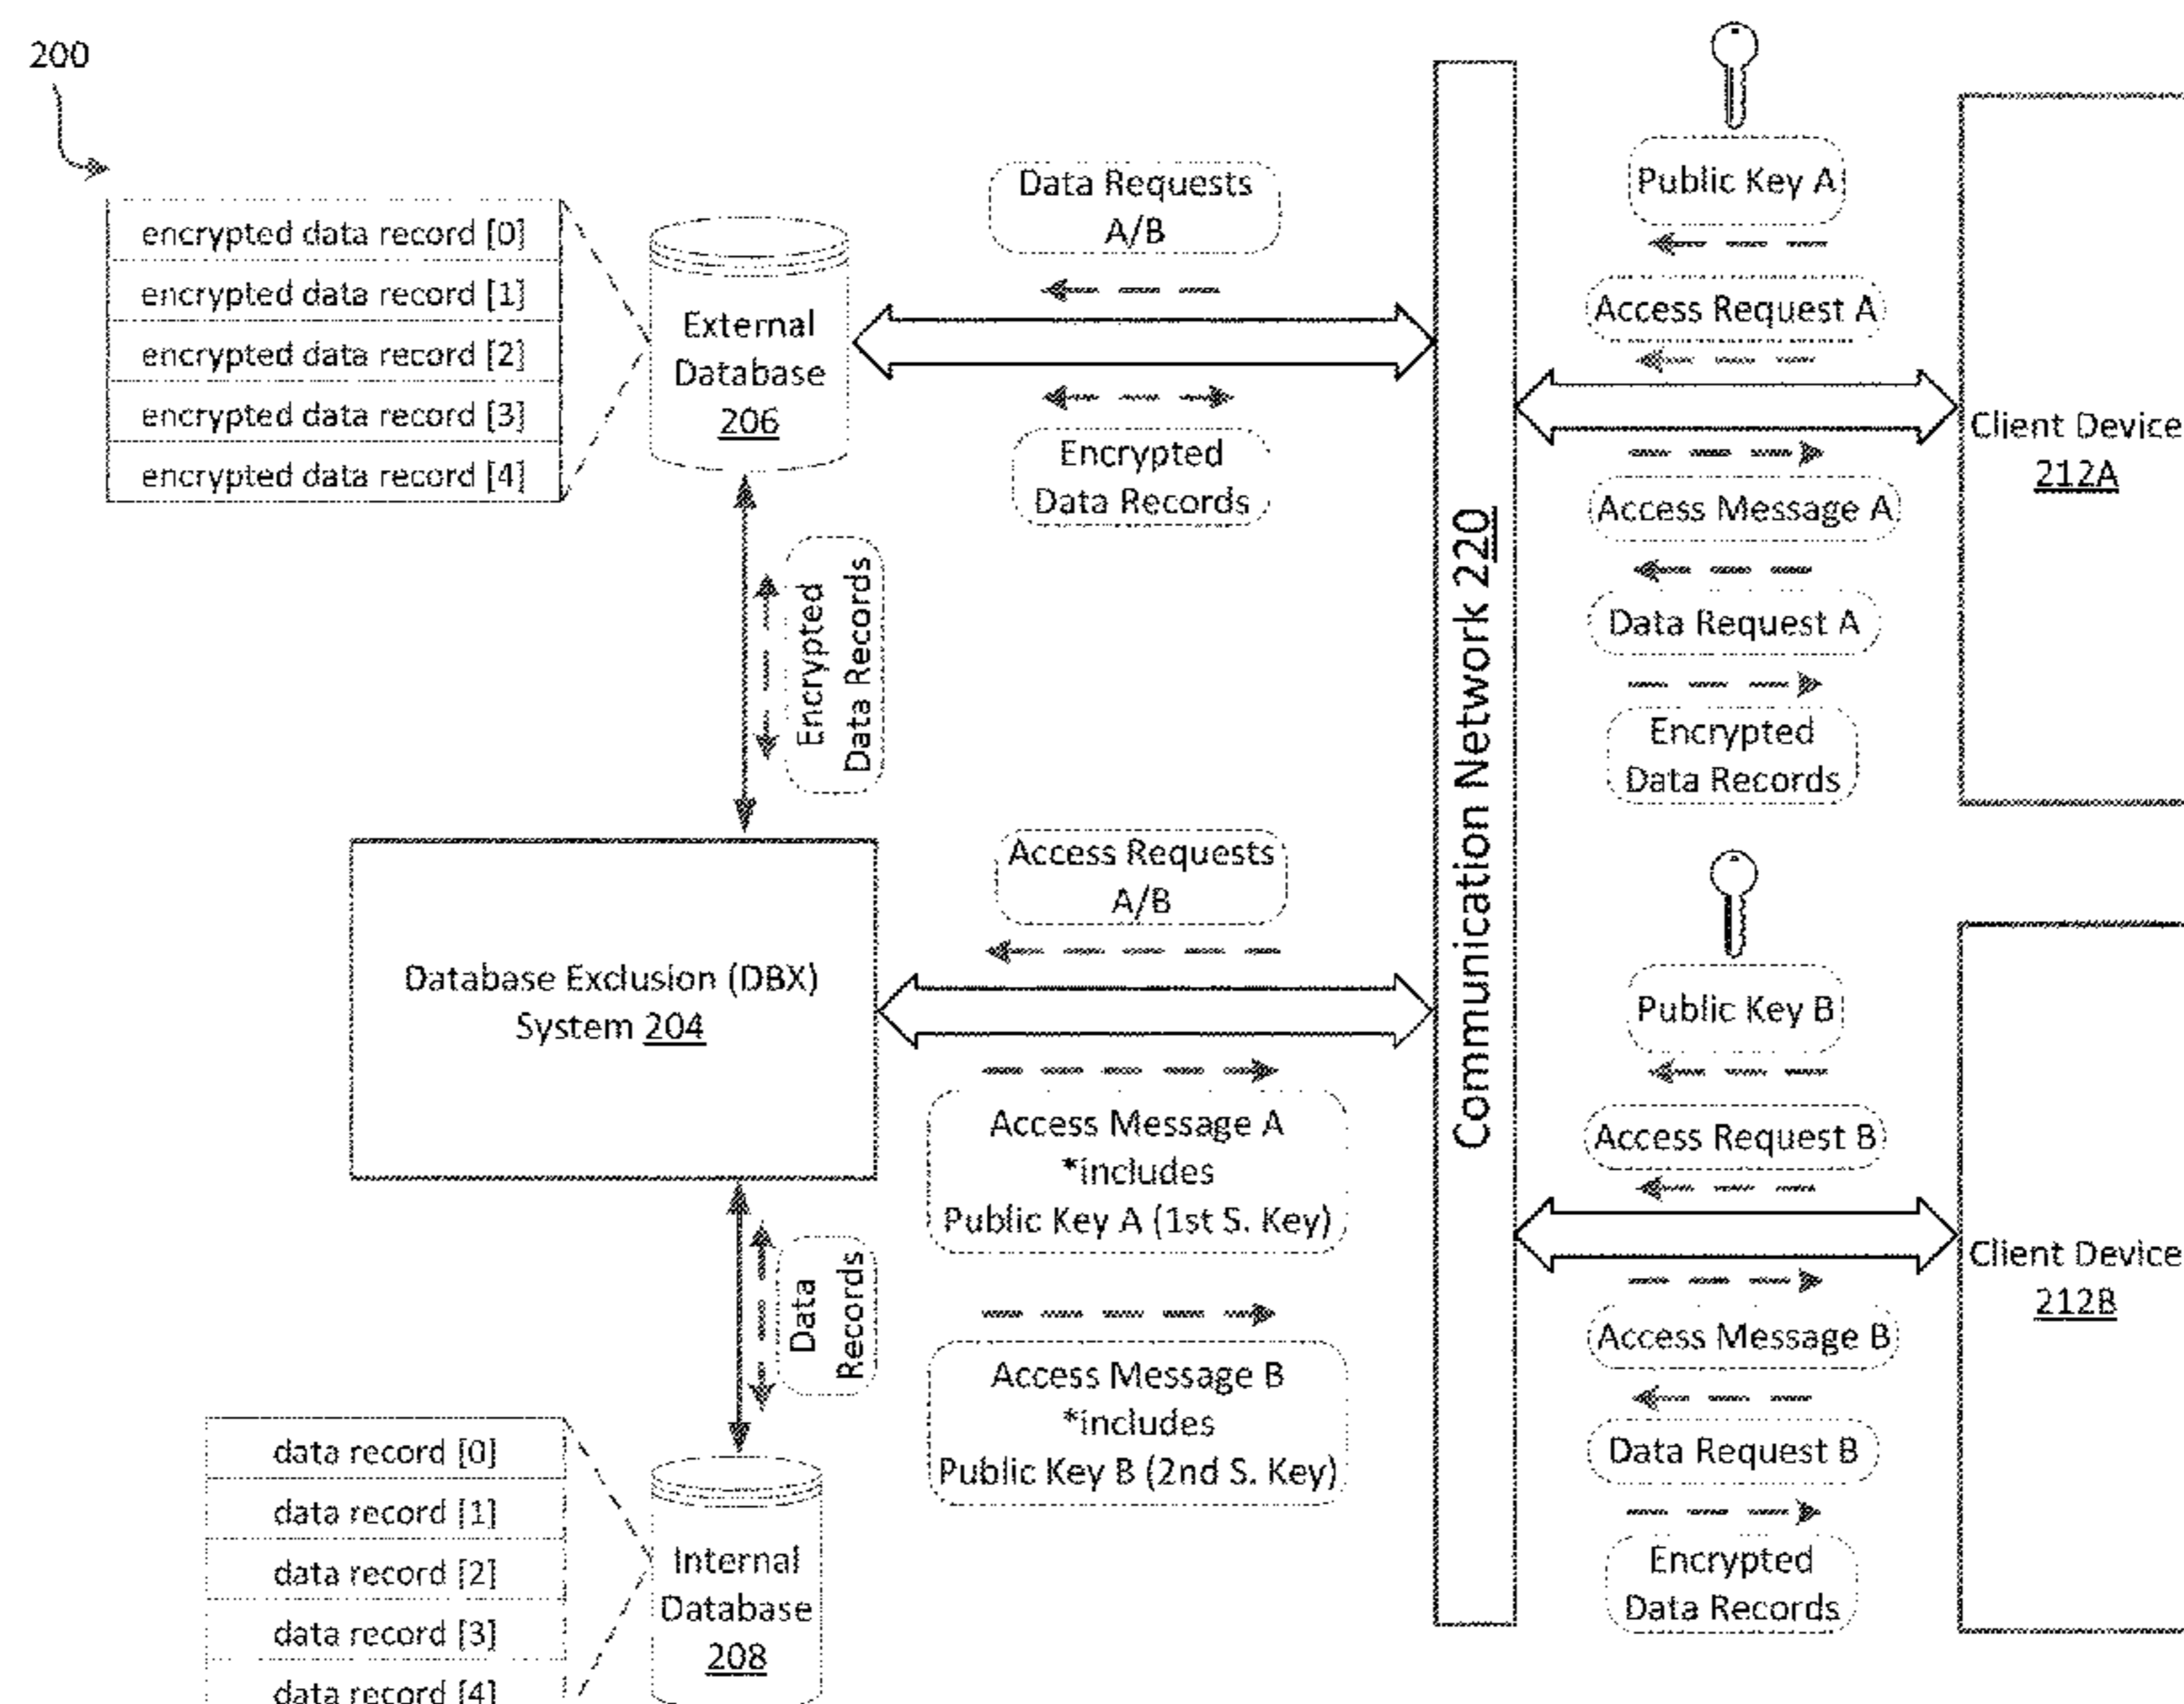 200
encrypted data record [0]
encrypted data record [1]
encrypted data record [2]
encrypted data record [3]
encrypted data record [4]
External
Database
206
Data Requests
A/B
Encrypted
Data Records
Encrypted
Data Records
Database Exclusion (DBX)
System 204
Access Requests
A/B
Access Message A
*includes
Public Key A (1st S. Key)
Access Message B
*includes
Public Key B (2nd S. Key)
Data
Records
data record [0]
data record [1]
data record [2]
data record [3]
data record [4]
Internal
Database
208
Communication Network 220
Public Key A
Access Request A
Access Message A
Data Request A
Encrypted
Data Records
Client Device
212A
Public Key B
Access Request B
Access Message B
Data Request B
Encrypted
Data Records
Client Device
212B